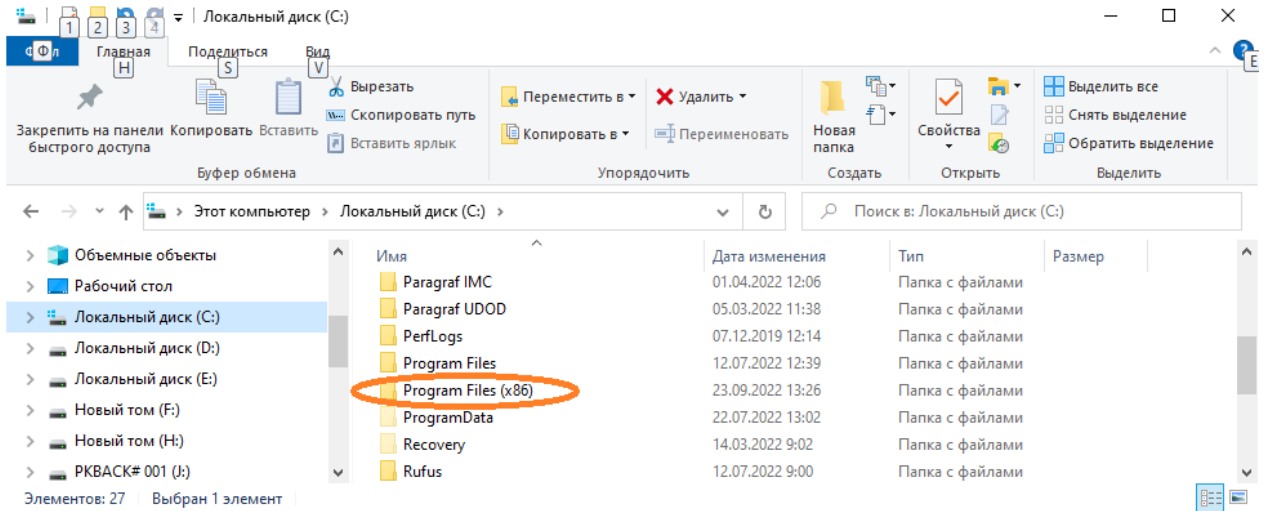 1 2 3 4 Локальный диск (C:)
Ф Главная Поделиться Вид
Н S V E
Закрепить на панели быстрого доступа
Копировать
Вставить
Вырезать
Скопировать путь
Вставить ярлык
Буфер обмена
Переместить в
Копировать в
Удалить
Переименовать
Упорядочить
Новая папка
Создать
Свойства
Открыть
Выделить все
Снять выделение
Обратить выделение
Выделить
Этот компьютер > Локальный диск (C:) >
Поиск в: Локальный диск (C:)
Объемные объекты
Рабочий стол
Локальный диск (C:)
Локальный диск (D:)
Локальный диск (E:)
Новый том (F:)
Новый том (H:)
PKBACK# 001 (J:)
Имя Дата изменения Тип Размер
Paragraf IMC 01.04.2022 12:06 Папка с файлами
Paragraf UDOD 05.03.2022 11:38 Папка с файлами
PerfLogs 07.12.2019 12:14 Папка с файлами
Program Files 12.07.2022 12:39 Папка с файлами
Program Files (x86) 23.09.2022 13:26 Папка с файлами
ProgramData 22.07.2022 13:02 Папка с файлами
Recovery 14.03.2022 9:02 Папка с файлами
Rufus 12.07.2022 9:00 Папка с файлами
Элементов: 27 Выбран 1 элемент